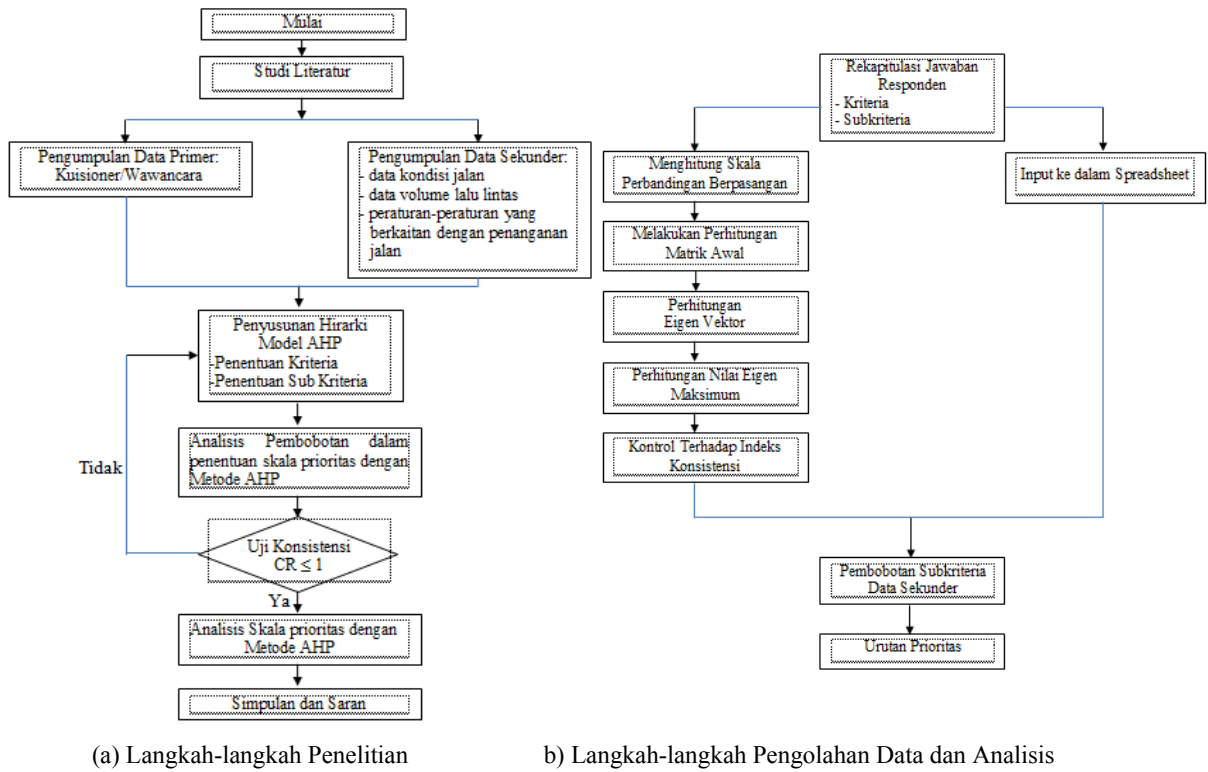 Mulai
Studi Literatur
Pengumpulan Data Primer:
Kuisioner/Wawancara
Pengumpulan Data Sekunder:
- data kondisi jalan
- data volume lalu lintas
- peraturan-peraturan yang
berkaitan dengan penanganan
jalan
Penyusunan Hirarki
Model AHP
-Penentuan Kriteria
-Penentuan Sub Kriteria
Analisis Pembobotan dalam
penentuan skala prioritas dengan
Metode AHP
Tidak
Uji Konsistensi
CR ≤ 1
Ya
Analisis Skala prioritas dengan
Metode AHP
Simpulan dan Saran
(a) Langkah-langkah Penelitian
Rekapitulasi Jawaban
Responden
- Kriteria
- Subkriteria
Menghitung Skala
Perbandingan Berpasangan
Input ke dalam Spreadsheet
Melakukan Perhitungan
Matrik Awal
Perhitungan
Eigen Vektor
Perhitungan Nilai Eigen
Maksimum
Kontrol Terhadap Indeks
Konsistensi
Pembobotan Subkriteria
Data Sekunder
Urutan Prioritas
b) Langkah-langkah Pengolahan Data dan Analisis